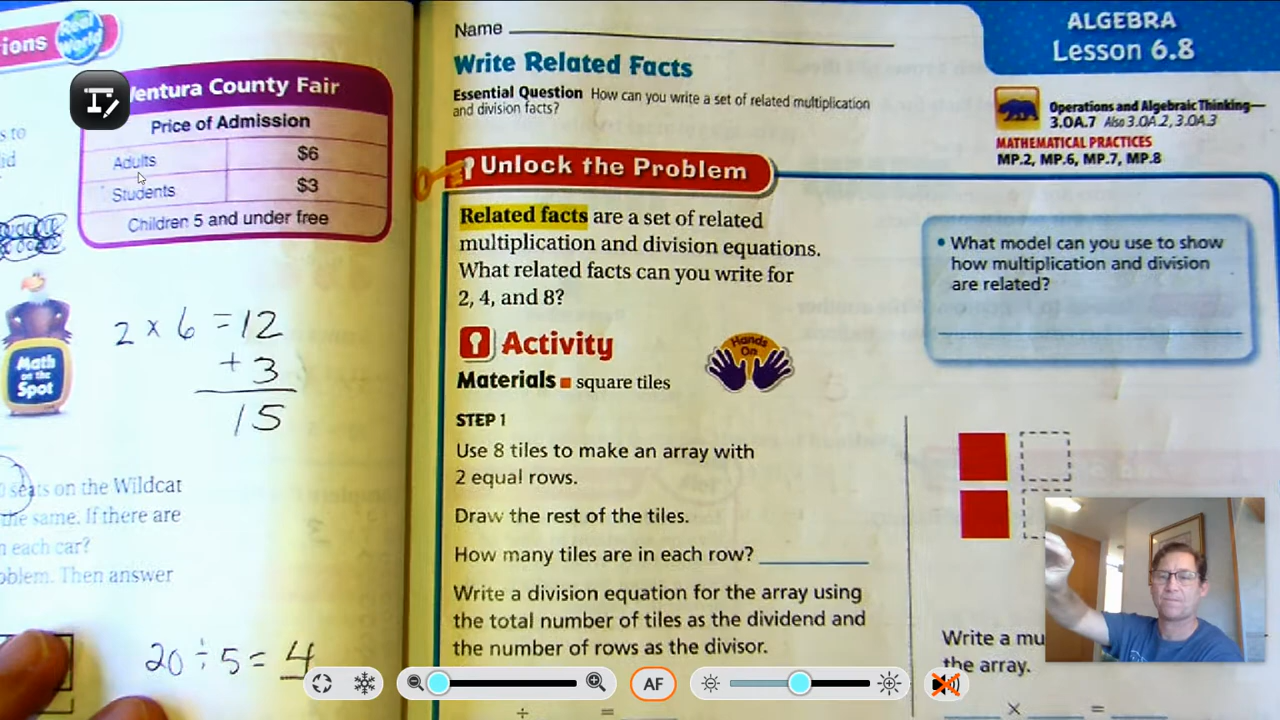 ions
Real World
Ventura County Fair
Price of Admission
Adults $6
Students $3
Children 5 and under free
s to
id
2 × 6 = 12
+ 3
15
Math
on the
Spot
0 seats on the Wildcat
the same. If there are
n each car?
oblem. Then answer
20 ÷ 5 = 4
Name
ALGEBRA
Lesson 6.8
Write Related Facts
Essential Question How can you write a set of related multiplication
and division facts?
Operations and Algebraic Thinking—
3.OA.7 Also 3.OA.2, 3.OA.3
MATHEMATICAL PRACTICES
MP.2, MP.6, MP.7, MP.8
Unlock the Problem
Related facts are a set of related
multiplication and division equations.
What related facts can you write for
2, 4, and 8?
• What model can you use to show
how multiplication and division
are related?
Activity
Hands
On
Materials ■ square tiles
STEP 1
Use 8 tiles to make an array with
2 equal rows.
Draw the rest of the tiles.
How many tiles are in each row?
Write a division equation for the array using
the total number of tiles as the dividend and
the number of rows as the divisor.
÷ =
Write a mu
the array.
× =
AF